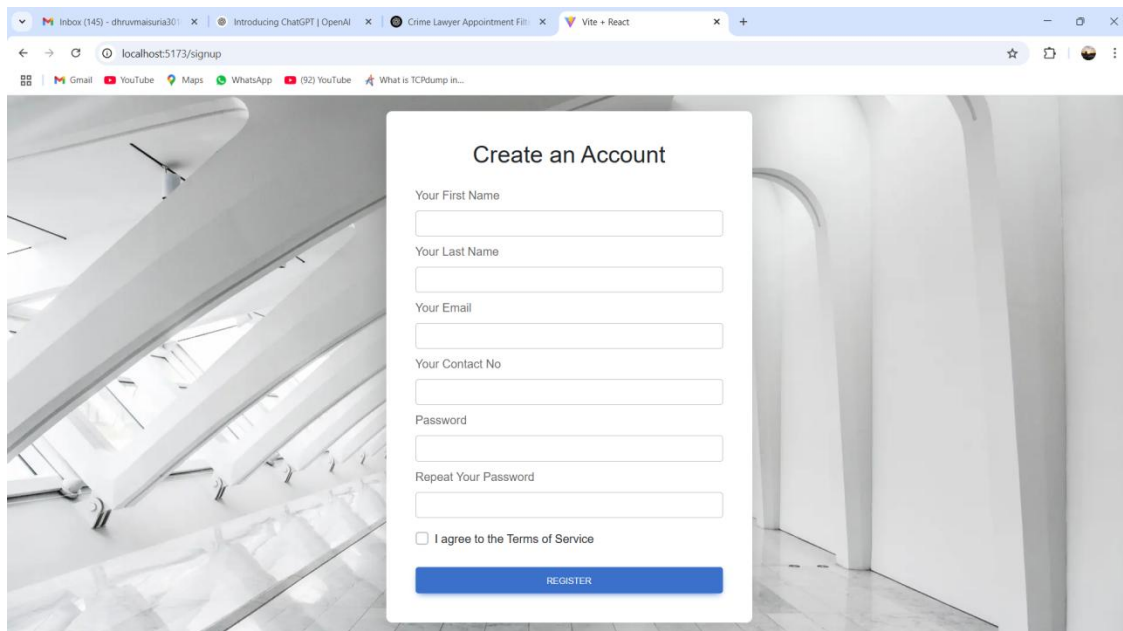 Inbox (145) - dhruvmaisuria301
Introducing ChatGPT | OpenAI
Crime Lawyer Appointment Filt
Vite + React
localhost:5173/signup
Gmail
YouTube
Maps
WhatsApp
(92) YouTube
What is TCPdump in...
Create an Account
Your First Name
Your Last Name
Your Email
Your Contact No
Password
Repeat Your Password
I agree to the Terms of Service
REGISTER